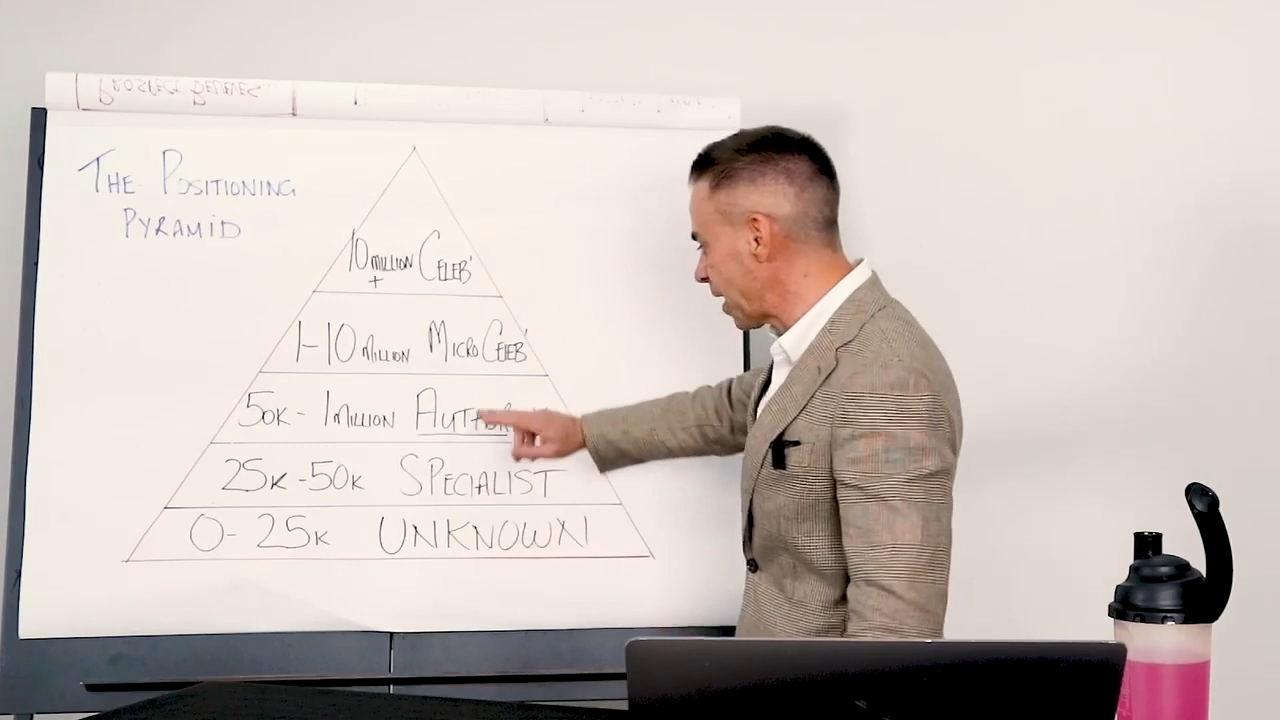 THE POSITIONING
PYRAMID
10 MILLION CELEB'
+
1-10 MILLION MICRO CELEB'
50K - 1 MILLION
25K - 50K SPECIALIST
0 - 25K UNKNOWN